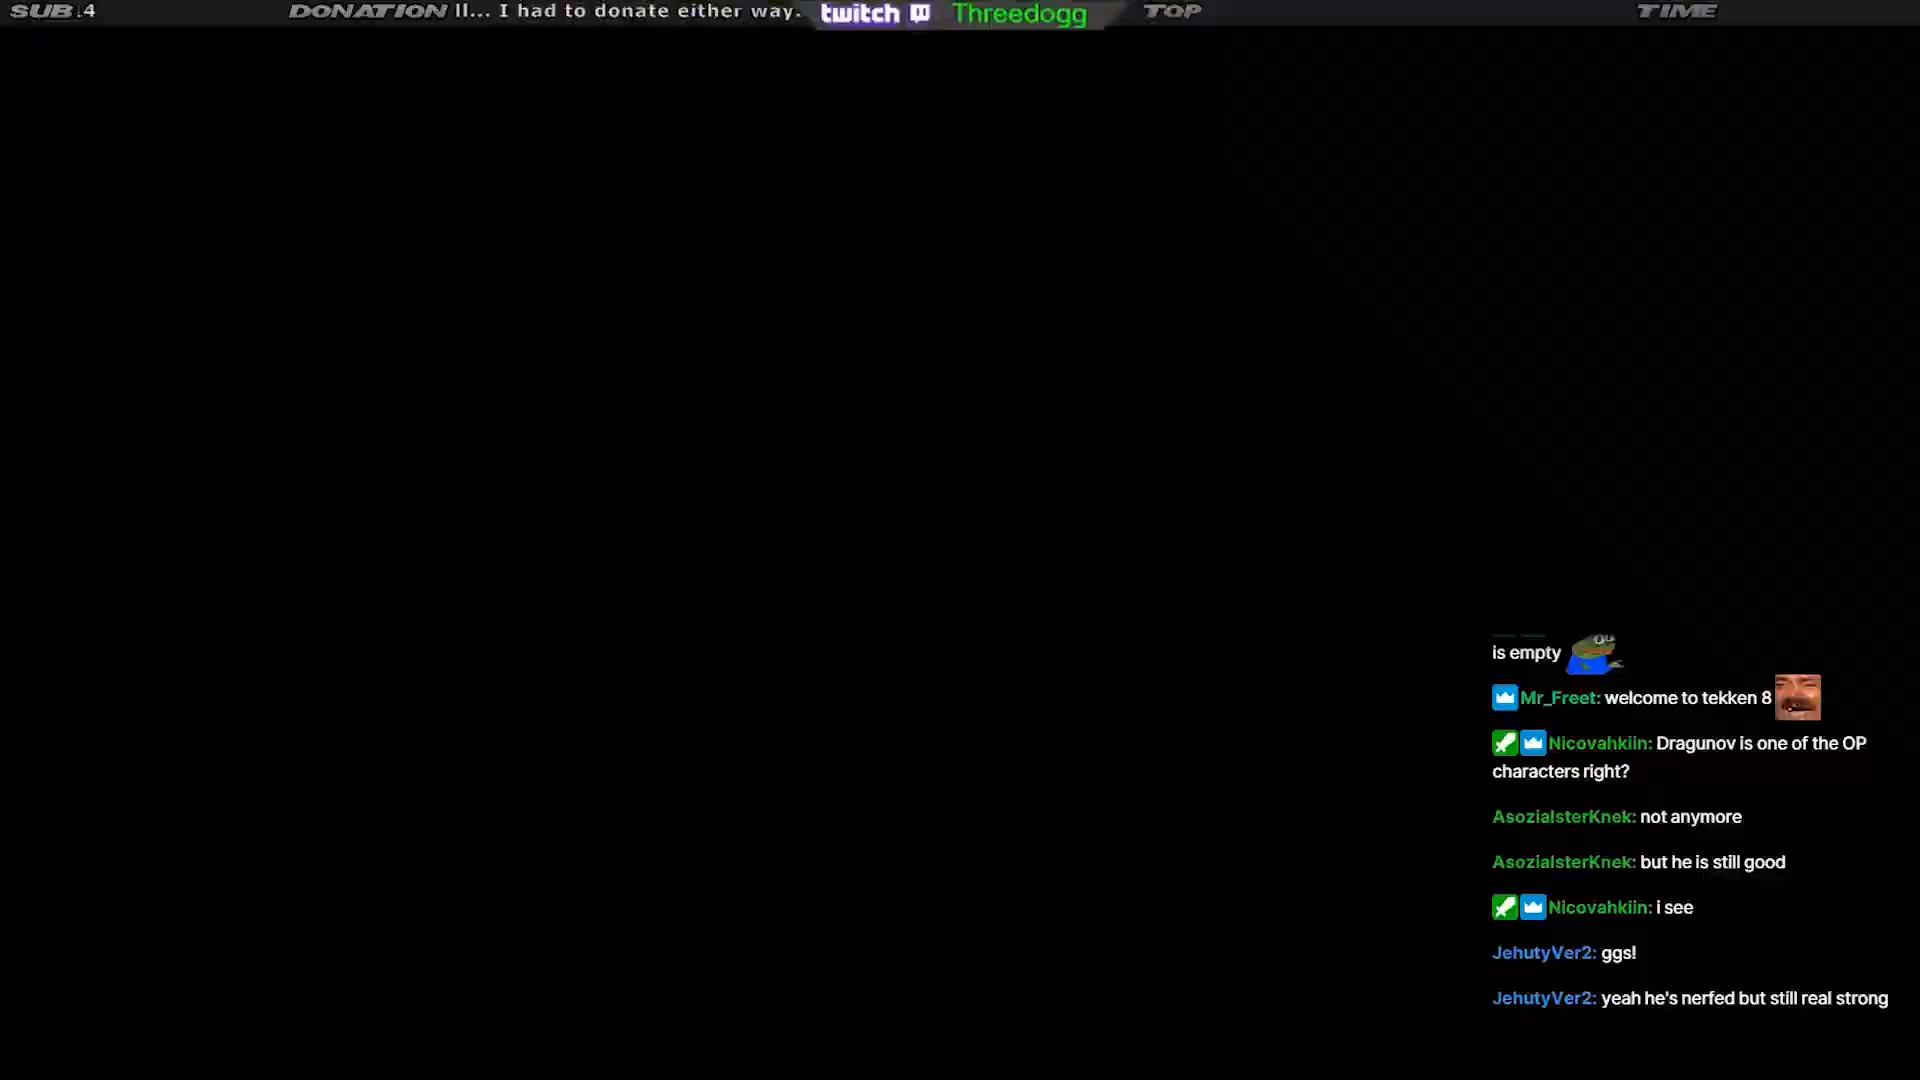 SUB .4 DONATION ll... I had to donate either way. twitch Threedogg TOP TIME
is empty
Mr_Freet: welcome to tekken 8
Nicovahkiin: Dragunov is one of the OP
characters right?
AsozialsterKnek: not anymore
AsozialsterKnek: but he is still good
Nicovahkiin: i see
JehutyVer2: ggs!
JehutyVer2: yeah he's nerfed but still real strong